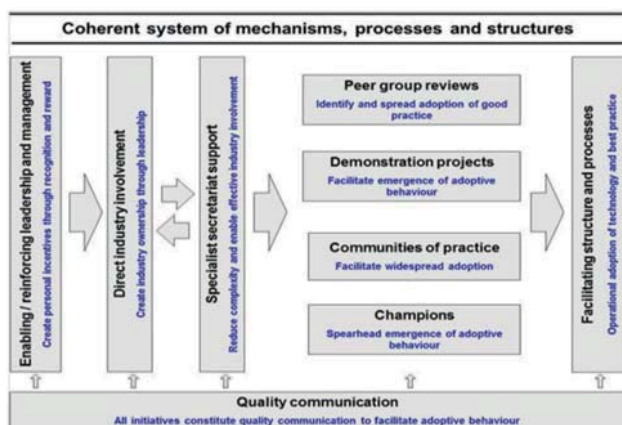 Coherent system of mechanisms, processes and structures
Enabling / reinforcing leadership and management
Create personal incentives through recognition and reward
Direct industry involvement
Create industry ownership through leadership
Specialist secretariat support
Reduce complexity and enable effective industry involvement
Peer group reviews
Identify and spread adoption of good
practice
Demonstration projects
Facilitate emergence of adoptive
behaviour
Communities of practice
Facilitate widespread adoption
Champions
Spearhead emergence of adoptive
behaviour
Facilitating structure and processes
Operational adoption of technology and best practice
Quality communication
All initiatives constitute quality communication to facilitate adoptive behaviour